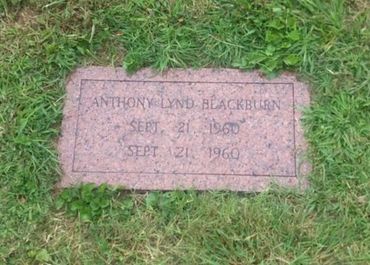 ANTHONY LYND BLACKBURN
SEPT. 21, 1960
SEPT. 21, 1960